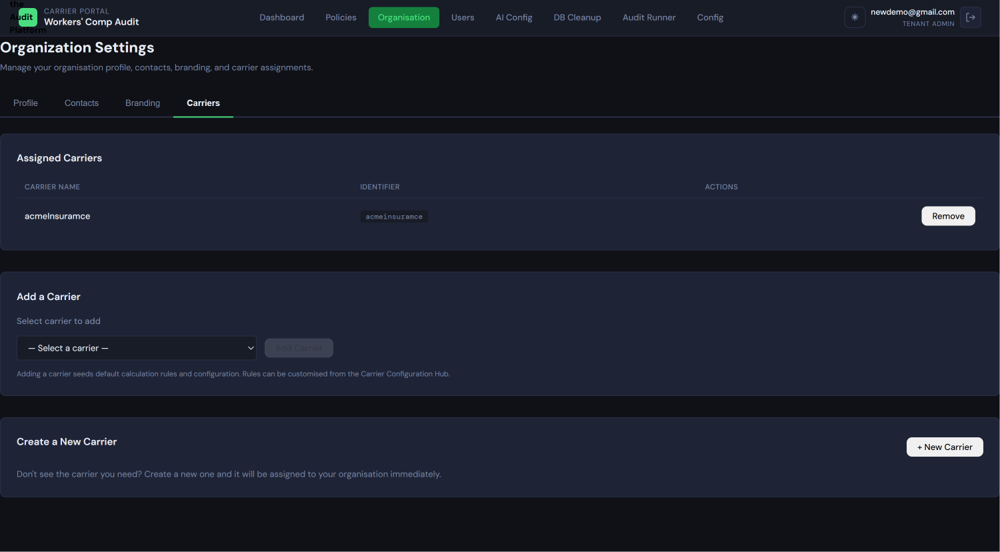 the
Audit
Platform
CARRIER PORTAL
Workers' Comp Audit
Dashboard
Policies
Organisation
Users
AI Config
DB Cleanup
Audit Runner
Config
newdemo@gmail.com
TENANT ADMIN
Organization Settings
Manage your organisation profile, contacts, branding, and carrier assignments.
Profile
Contacts
Branding
Carriers
Assigned Carriers
CARRIER NAME
IDENTIFIER
ACTIONS
acmeInsuramce
acmeinsuramce
Remove
Add a Carrier
Select carrier to add
— Select a carrier —
Add Carrier
Adding a carrier seeds default calculation rules and configuration. Rules can be customised from the Carrier Configuration Hub.
Create a New Carrier
+ New Carrier
Don't see the carrier you need? Create a new one and it will be assigned to your organisation immediately.